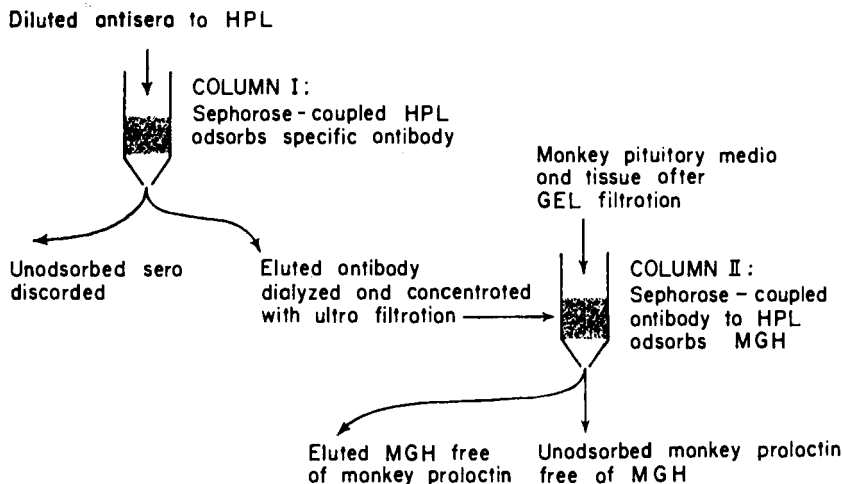 Diluted antisera to HPL
COLUMN I:
Sepharose-coupled HPL
adsorbs specific antibody
Monkey pituitary media
and tissue after
GEL filtration
Unadsorbed sera
discarded
Eluted antibody
dialyzed and concentrated
with ultra filtration
COLUMN II:
Sepharose-coupled
antibody to HPL
adsorbs MGH
Eluted MGH free
of monkey prolactin
Unadsorbed monkey prolactin
free of MGH